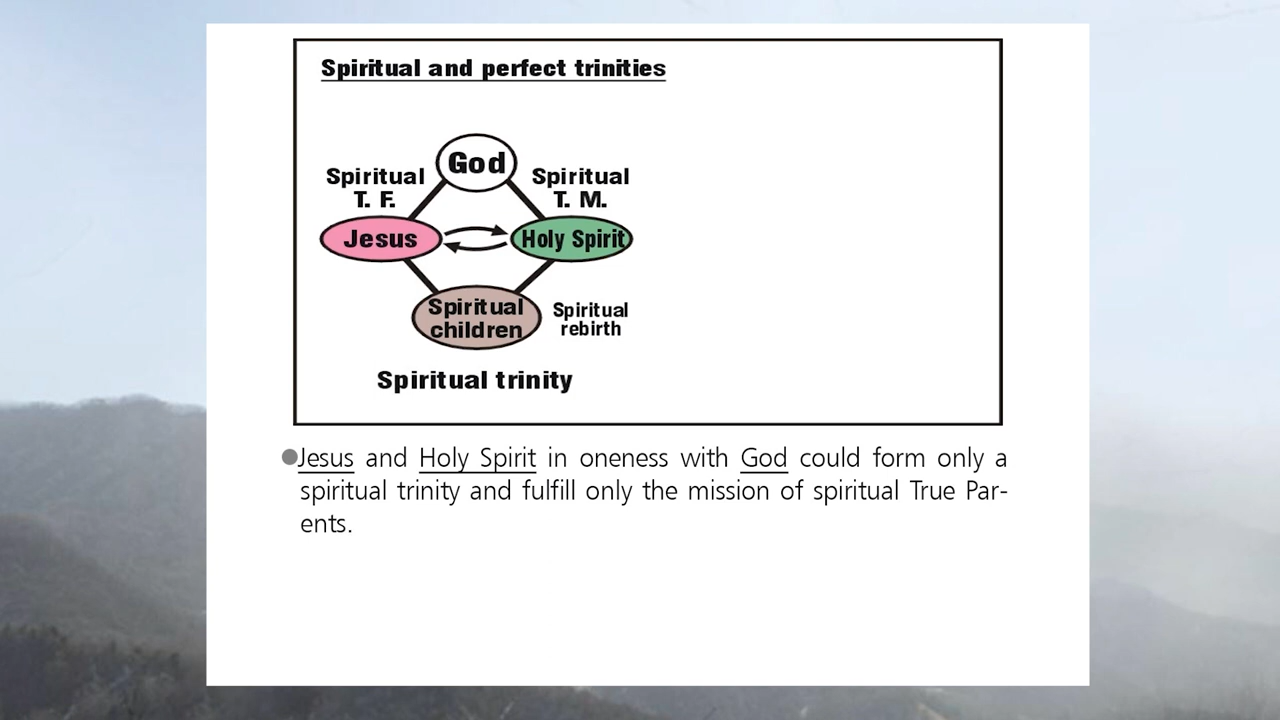 Spiritual and perfect trinities
God
Spiritual
T. F.
Spiritual
T. M.
Jesus
Holy Spirit
Spiritual
children
Spiritual
rebirth
Spiritual trinity
●Jesus and Holy Spirit in oneness with God could form only a
spiritual trinity and fulfill only the mission of spiritual True Par-
ents.